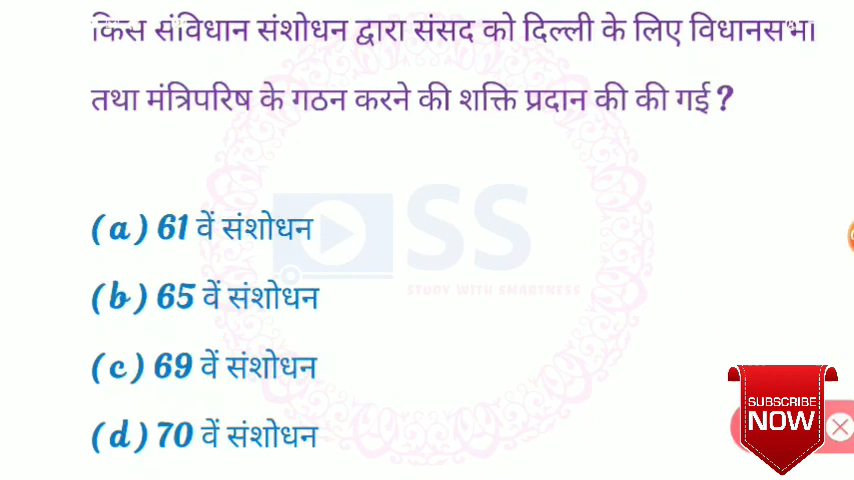 किस संविधान संशोधन द्वारा संसद को दिल्ली के लिए विधानसभा
तथा मंत्रिपरिष के गठन करने की शक्ति प्रदान की की गई ?
(a) 61 वें संशोधन
(b) 65 वें संशोधन
(c) 69 वें संशोधन
(d) 70 वें संशोधन
SS
STUDY WITH SMARTNESS
SUBSCRIBE
NOW